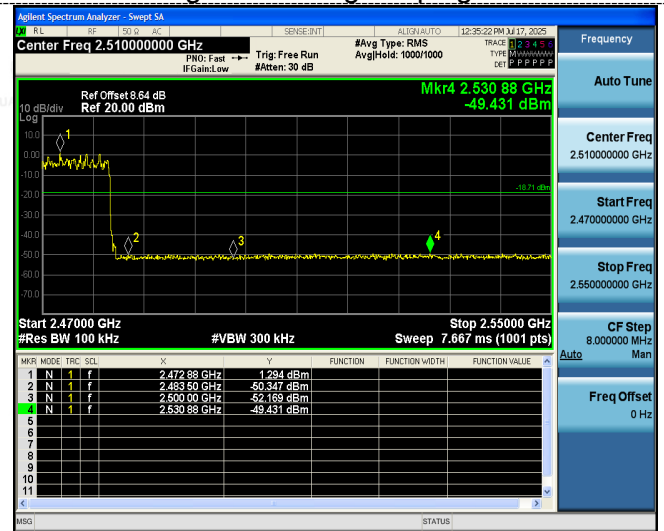 Agilent Spectrum Analyzer - Swept SA
LXI RL RF 50 Ω AC SENSE:INT ALIGN AUTO 12:35:22 PM Jul 17, 2025
Center Freq 2.510000000 GHz
PNO: Fast
IFGain:Low
Trig: Free Run
#Atten: 30 dB
#Avg Type: RMS
Avg|Hold: 1000/1000
TRACE 1 2 3 4 5 6
TYPE M
DET P P P P P P
Mkr4 2.530 88 GHz
-49.431 dBm
Ref Offset 8.64 dB
10 dB/div Ref 20.00 dBm
Log
10.0
0.00
-10.0
-20.0
-30.0
-40.0
-50.0
-60.0
-70.0
1
2
3
4
-18.71 dBm
Start 2.47000 GHz Stop 2.55000 GHz
#Res BW 100 kHz #VBW 300 kHz Sweep 7.667 ms (1001 pts)
MKR MODE TRC SCL X Y FUNCTION FUNCTION WIDTH FUNCTION VALUE
1 N 1 f 2.472 88 GHz 1.294 dBm
2 N 1 f 2.483 50 GHz -50.347 dBm
3 N 1 f 2.500 00 GHz -52.169 dBm
4 N 1 f 2.530 88 GHz -49.431 dBm
5
6
7
8
9
10
11
MSG STATUS
Frequency
Auto Tune
Center Freq
2.510000000 GHz
Start Freq
2.470000000 GHz
Stop Freq
2.550000000 GHz
CF Step
8.000000 MHz
Auto Man
Freq Offset
0 Hz